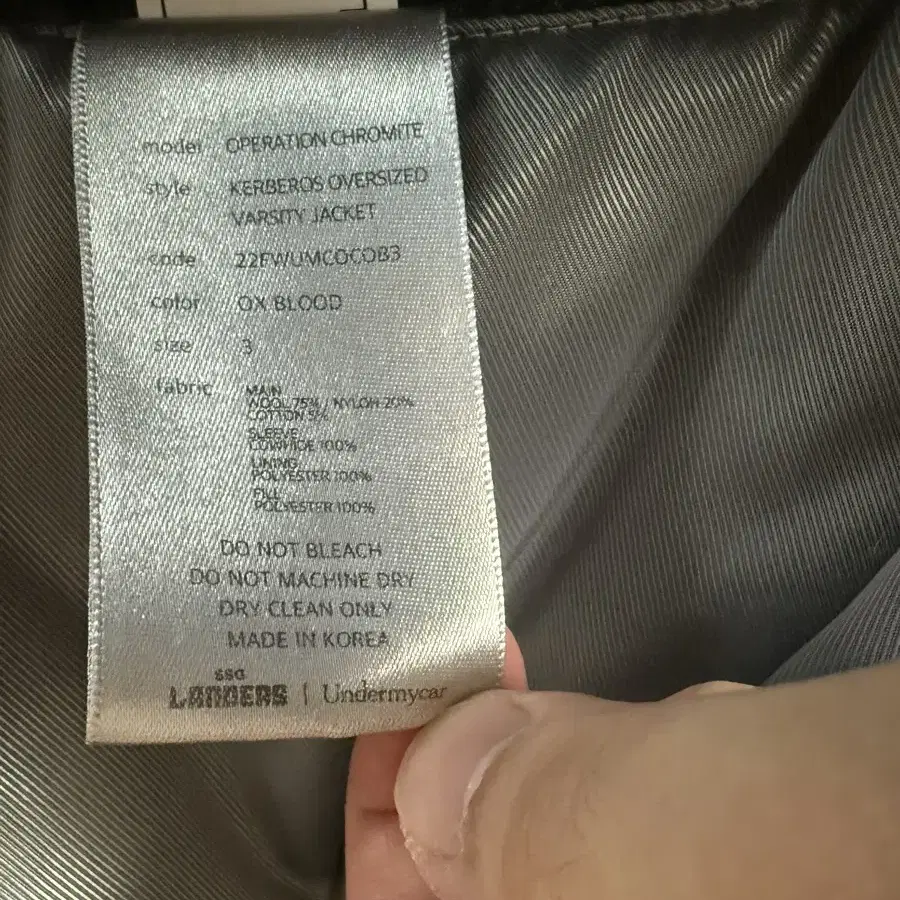 model OPERATION CHROMITE
style KERBEROS OVERSIZED
VARSITY JACKET
code 22FWUMCOCOB3
color OX BLOOD
size 3
fabric MAIN
WOOL 75% / NYLON 20%
COTTON 5%
SLEEVE
COWHIDE 100%
LINING
POLYESTER 100%
FILL
POLYESTER 100%
DO NOT BLEACH
DO NOT MACHINE DRY
DRY CLEAN ONLY
MADE IN KOREA
SSG
LANDERS | Undermycar